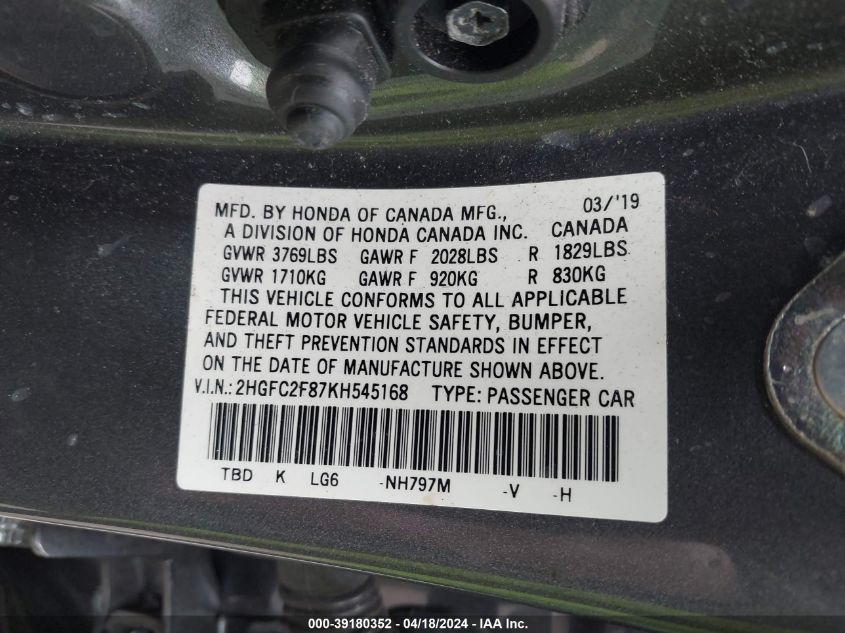 MFD. BY HONDA OF CANADA MFG., 03/'19
A DIVISION OF HONDA CANADA INC. CANADA
GVWR 3769LBS GAWR F 2028LBS R 1829LBS
GVWR 1710KG GAWR F 920KG R 830KG
THIS VEHICLE CONFORMS TO ALL APPLICABLE
FEDERAL MOTOR VEHICLE SAFETY, BUMPER,
AND THEFT PREVENTION STANDARDS IN EFFECT
ON THE DATE OF MANUFACTURE SHOWN ABOVE.
V.I.N.: 2HGFC2F87KH545168 TYPE: PASSENGER CAR
TBD K LG6 -NH797M -V -H
000-39180352 / 04/18/2024 - IAA Inc.